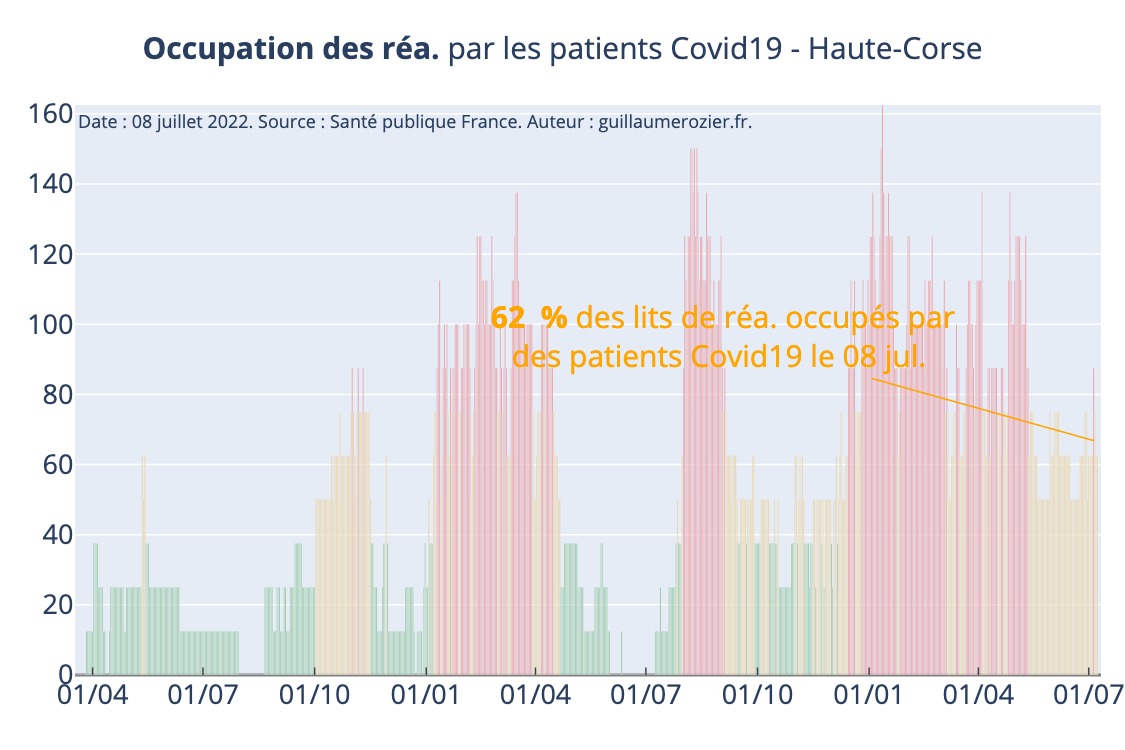 Occupation des réa. par les patients Covid19 - Haute-Corse
160
Date : 08 juillet 2022. Source : Santé publique France. Auteur : guillaumerozier.fr.
140
120
100
62 % des lits de réa. occupés par
des patients Covid19 le 08 jul.
80
60
40
20
0
01/04 01/07 01/10 01/01 01/04 01/07 01/10 01/01 01/04 01/07